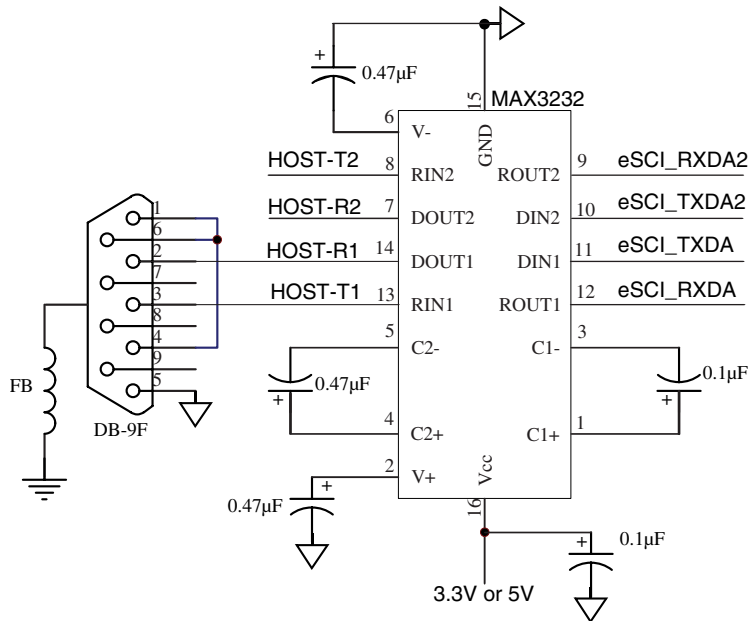 +
0.47µF
15
MAX3232
GND
6
V-
HOST-T2
8
RIN2
ROUT2
9
eSCI_RXDA2
HOST-R2
7
DOUT2
DIN2
10
eSCI_TXDA2
HOST-R1
14
DOUT1
DIN1
11
eSCI_TXDA
HOST-T1
13
RIN1
ROUT1
12
eSCI_RXDA
1
6
2
7
3
8
4
9
5
FB
DB-9F
5
C2-
C1-
3
0.47µF
+
0.1µF
+
4
C2+
C1+
1
2
V+
Vcc
16
+
0.47µF
+
0.1µF
3.3V or 5V